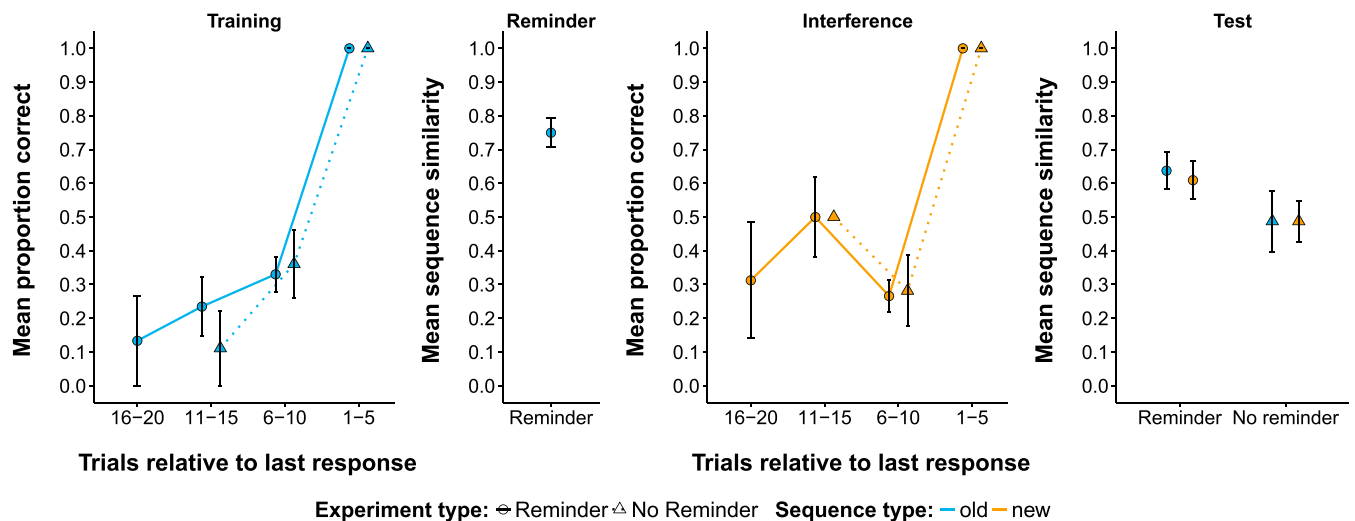 Training
Mean proportion correct
1.0
0.9
0.8
0.7
0.6
0.5
0.4
0.3
0.2
0.1
0.0
16−20 11−15 6−10 1−5
Trials relative to last response
Reminder
Mean sequence similarity
1.0
0.9
0.8
0.7
0.6
0.5
0.4
0.3
0.2
0.1
0.0
Reminder
Interference
Mean proportion correct
1.0
0.9
0.8
0.7
0.6
0.5
0.4
0.3
0.2
0.1
0.0
16−20 11−15 6−10 1−5
Trials relative to last response
Test
Mean sequence similarity
1.0
0.9
0.8
0.7
0.6
0.5
0.4
0.3
0.2
0.1
0.0
Reminder No reminder
Experiment type: Reminder No Reminder Sequence type: old new